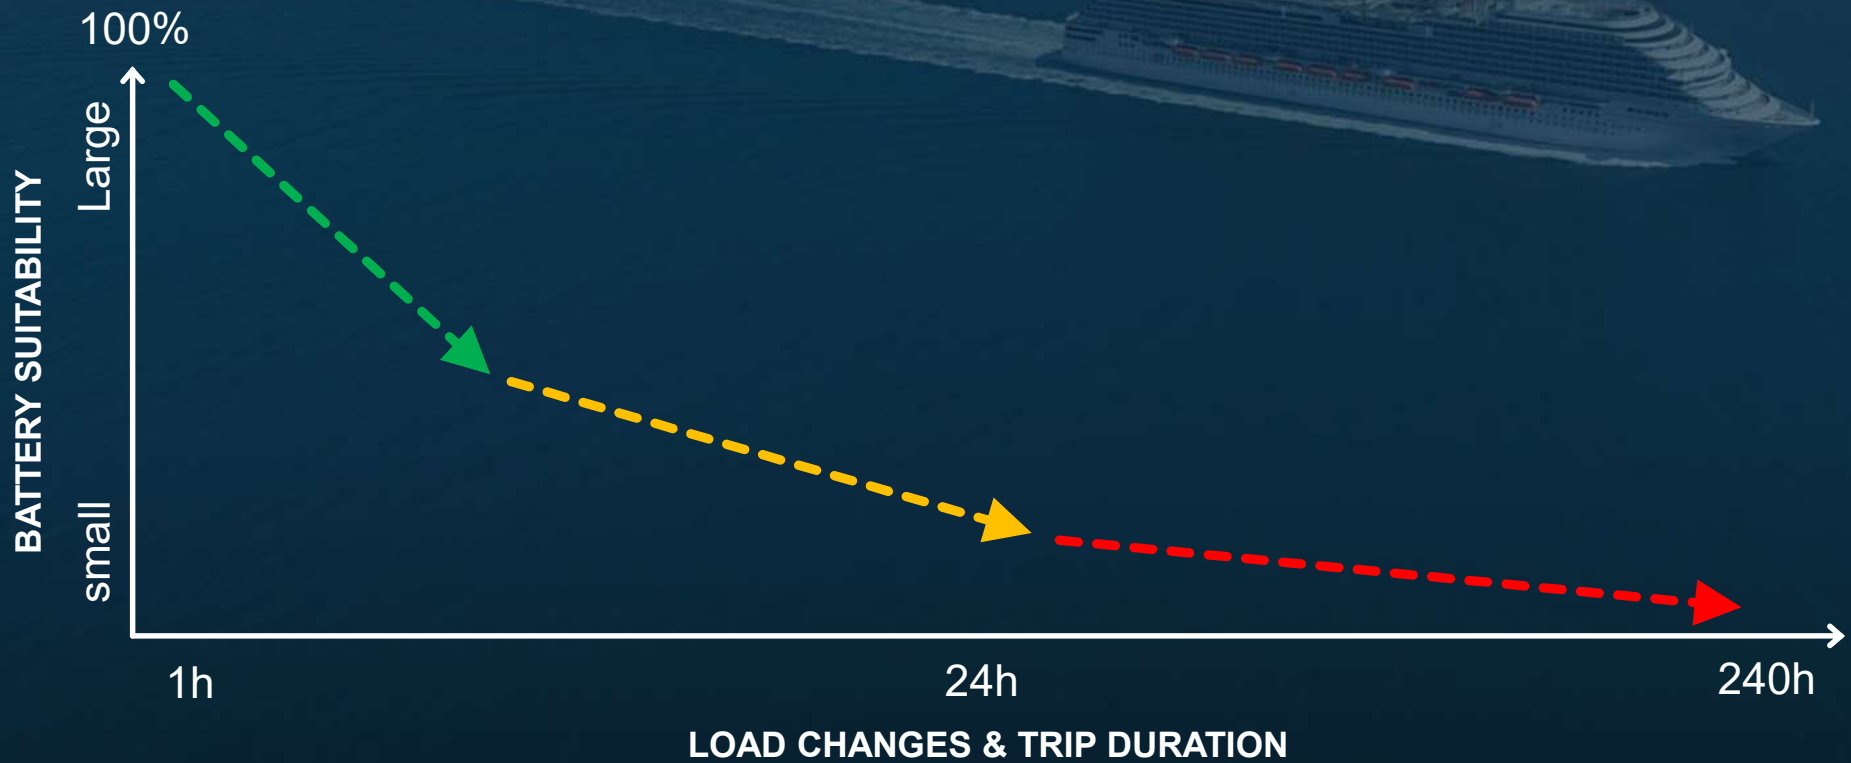 100%
Large
BATTERY SUITABILITY
small
1h
24h
240h
LOAD CHANGES & TRIP DURATION